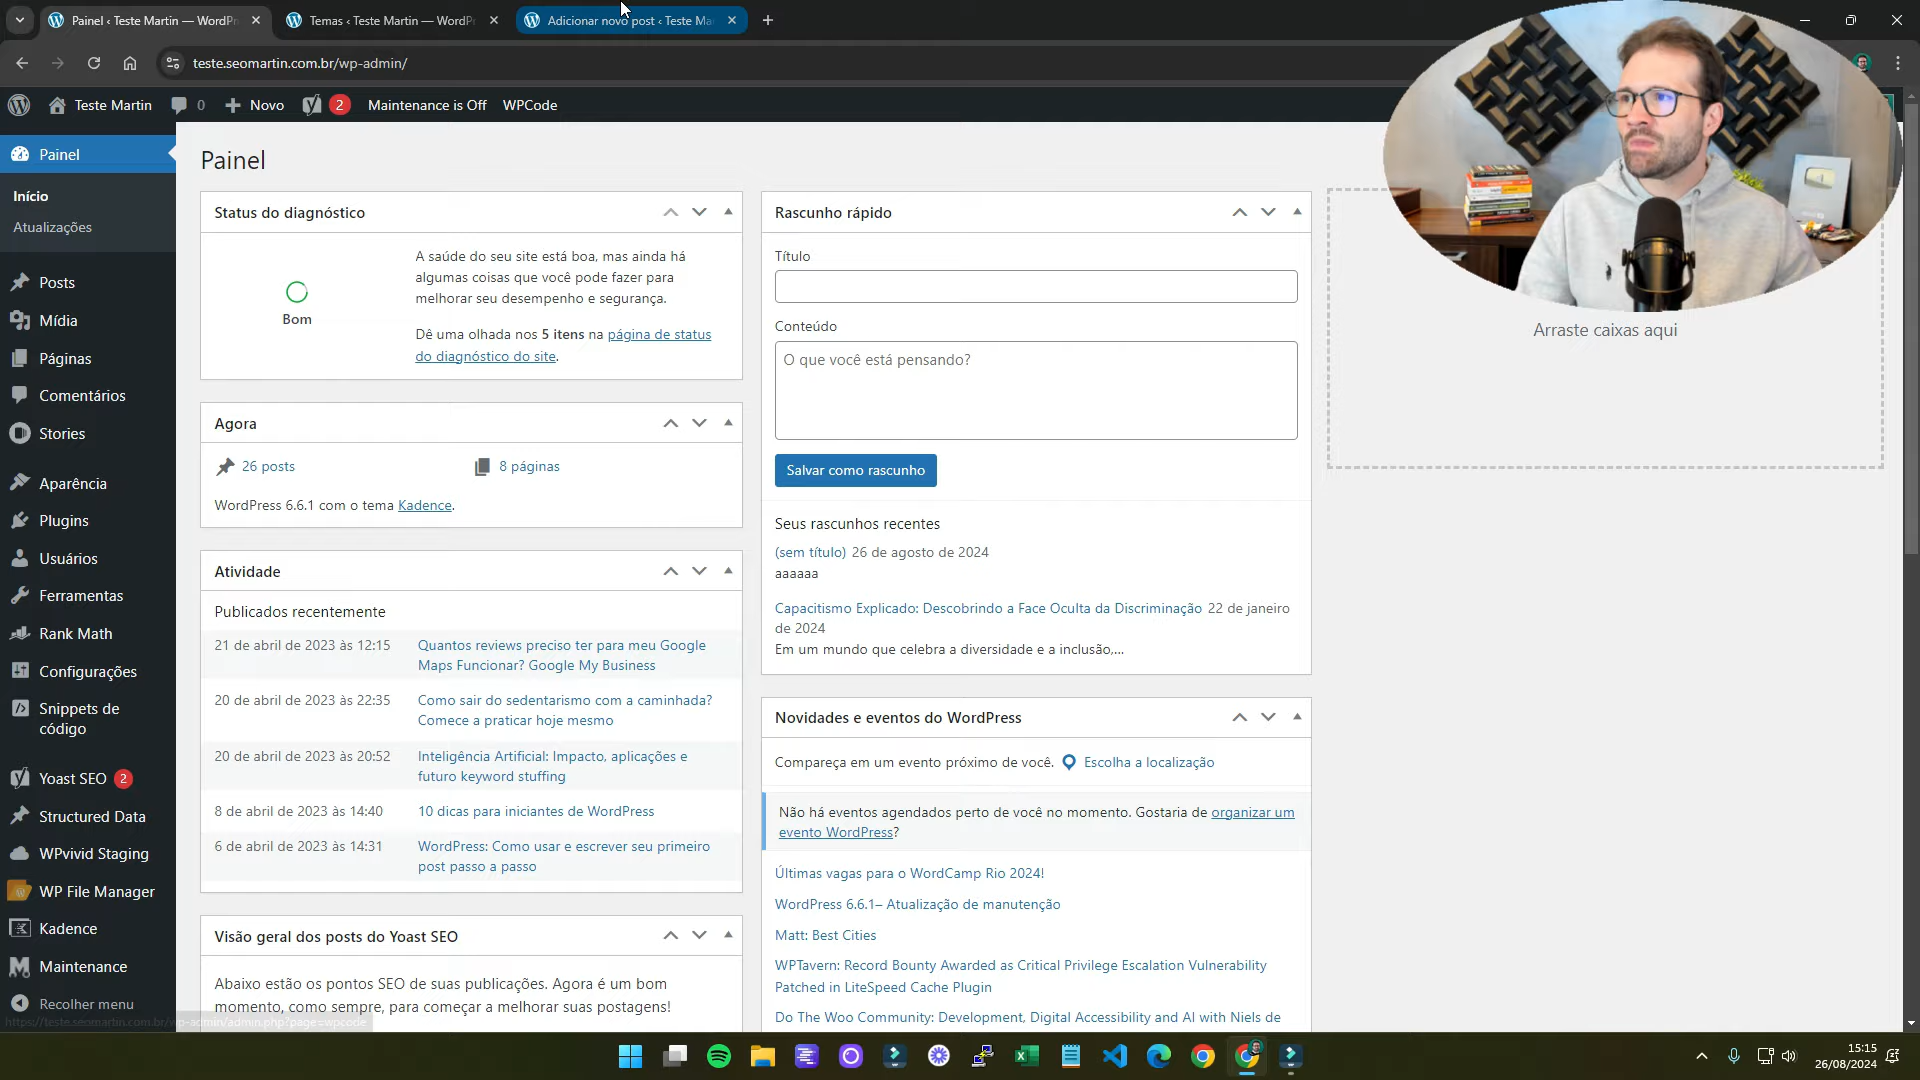 Painel ‹ Teste Martin — WordPr
Temas ‹ Teste Martin — WordPr
Adicionar novo post ‹ Teste Ma
teste.seomartin.com.br/wp-admin/
Teste Martin
0
Novo
2
Maintenance is Off
WPCode
Painel
Início
Atualizações
Posts
Mídia
Páginas
Comentários
Stories
Aparência
Plugins
Usuários
Ferramentas
Rank Math
Configurações
Snippets de
código
Yoast SEO 2
Structured Data
WPvivid Staging
WP File Manager
Kadence
Maintenance
Recolher menu
https://teste.seomartin.com.br/wp-admin/admin.php?page=wpcode
Painel
Status do diagnóstico
Bom
A saúde do seu site está boa, mas ainda há
algumas coisas que você pode fazer para
melhorar seu desempenho e segurança.
Dê uma olhada nos 5 itens na página de status
do diagnóstico do site.
Agora
26 posts
8 páginas
WordPress 6.6.1 com o tema Kadence.
Atividade
Publicados recentemente
21 de abril de 2023 às 12:15
Quantos reviews preciso ter para meu Google
Maps Funcionar? Google My Business
20 de abril de 2023 às 22:35
Como sair do sedentarismo com a caminhada?
Comece a praticar hoje mesmo
20 de abril de 2023 às 20:52
Inteligência Artificial: Impacto, aplicações e
futuro keyword stuffing
8 de abril de 2023 às 14:40
10 dicas para iniciantes de WordPress
6 de abril de 2023 às 14:31
WordPress: Como usar e escrever seu primeiro
post passo a passo
Visão geral dos posts do Yoast SEO
Abaixo estão os pontos SEO de suas publicações. Agora é um bom
momento, como sempre, para começar a melhorar suas postagens!
Rascunho rápido
Título
Conteúdo
O que você está pensando?
Salvar como rascunho
Seus rascunhos recentes
(sem título) 26 de agosto de 2024
aaaaaa
Capacitismo Explicado: Descobrindo a Face Oculta da Discriminação 22 de janeiro
de 2024
Em um mundo que celebra a diversidade e a inclusão,…
Novidades e eventos do WordPress
Compareça em um evento próximo de você. Escolha a localização
Não há eventos agendados perto de você no momento. Gostaria de organizar um
evento WordPress?
Últimas vagas para o WordCamp Rio 2024!
WordPress 6.6.1– Atualização de manutenção
Matt: Best Cities
WPTavern: Record Bounty Awarded as Critical Privilege Escalation Vulnerability
Patched in LiteSpeed Cache Plugin
Do The Woo Community: Development, Digital Accessibility and AI with Niels de
Arraste caixas aqui
15:15
26/08/2024